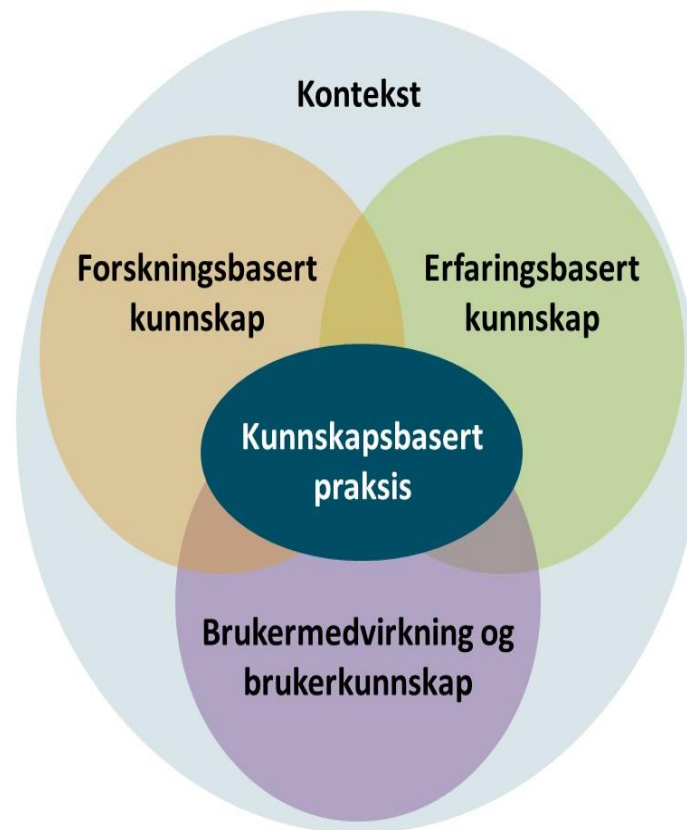 Kontekst
Forskningsbasert
kunnskap
Erfaringsbasert
kunnskap
Kunnskapsbasert
praksis
Brukermedvirkning og
brukerkunnskap